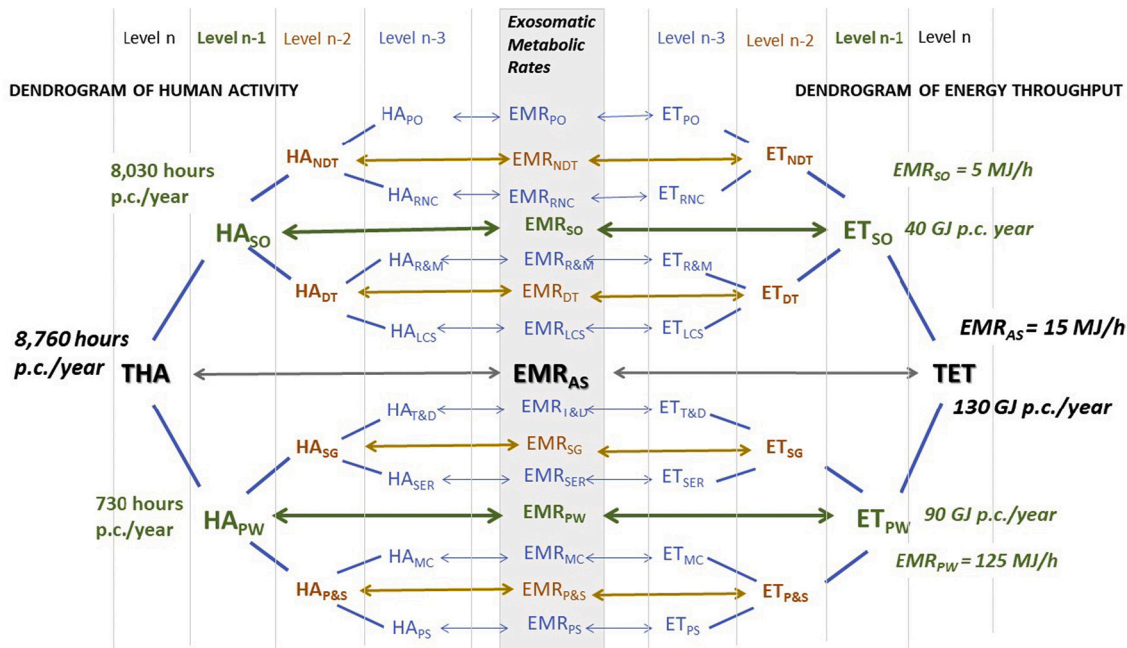 Exosomatic
Metabolic
Rates
Level n Level n-1 Level n-2 Level n-3 Level n-3 Level n-2 Level n-1 Level n
DENDROGRAM OF HUMAN ACTIVITY DENDROGRAM OF ENERGY THROUGHPUT
HAPO EMRPO ETPO
HANDT EMRNDT ETNDT
8,030 hours
p.c./year
EMRSO = 5 MJ/h
HARNC EMRRNC ETRNC
HASO EMRSO ETSO 40 GJ p.c. year
HAR&M EMRR&M ETR&M
HADT EMRDT ETDT
HALCS EMRLCS ETLCS
8,760 hours
p.c./year
EMRAS = 15 MJ/h
THA EMRAS TET
130 GJ p.c./year
HAT&D EMRT&D ETT&D
HASG EMRSG ETSG
HASER EMRSER ETSER
730 hours
p.c./year
HAPW EMRPW ETPW 90 GJ p.c./year
HAMC EMRMC ETMC
EMRPW = 125 MJ/h
HAP&S EMRP&S ETP&S
HAPS EMRPS ETPS